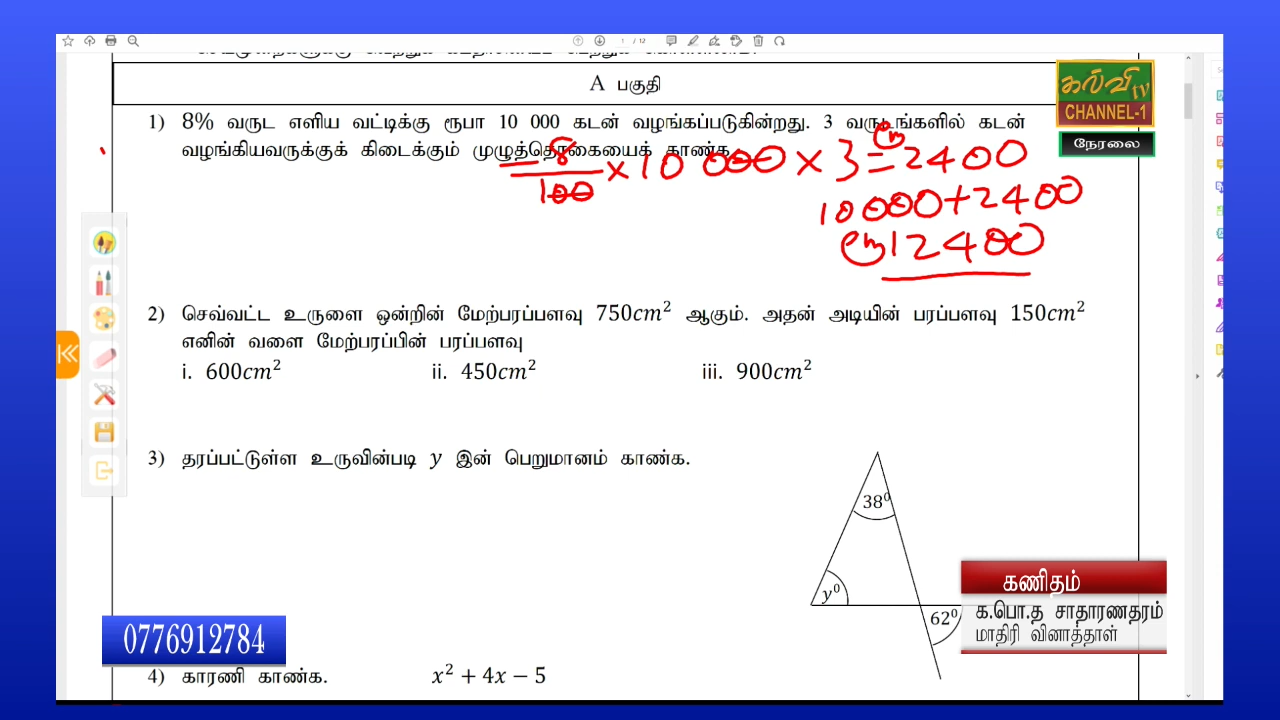 A பகுதி
1) 8% வருட எளிய வட்டிக்கு ரூபா 10 000 கடன் வழங்கப்படுகின்றது. 3 வருடங்களில் கடன்
வழங்கியவருக்குக் கிடைக்கும் முழுத்தொகையைக் காண்க.
8/100 × 10 000 × 3 = ரூ 2400
10000+2400
ரூ12400
2) செவ்வட்ட உருளை ஒன்றின் மேற்பரப்பளவு 750cm² ஆகும். அதன் அடியின் பரப்பளவு 150cm²
எனின் வளை மேற்பரப்பின் பரப்பளவு
i. 600cm² ii. 450cm² iii. 900cm²
3) தரப்பட்டுள்ள உருவின்படி y இன் பெறுமானம் காண்க.
38⁰
y⁰
62⁰
4) காரணி காண்க. x² + 4x − 5
கல்வி tv
CHANNEL-1
நேரலை
கணிதம்
க.பொ.த சாதாரணதரம்
மாதிரி வினாத்தாள்
0776912784
1 / 12